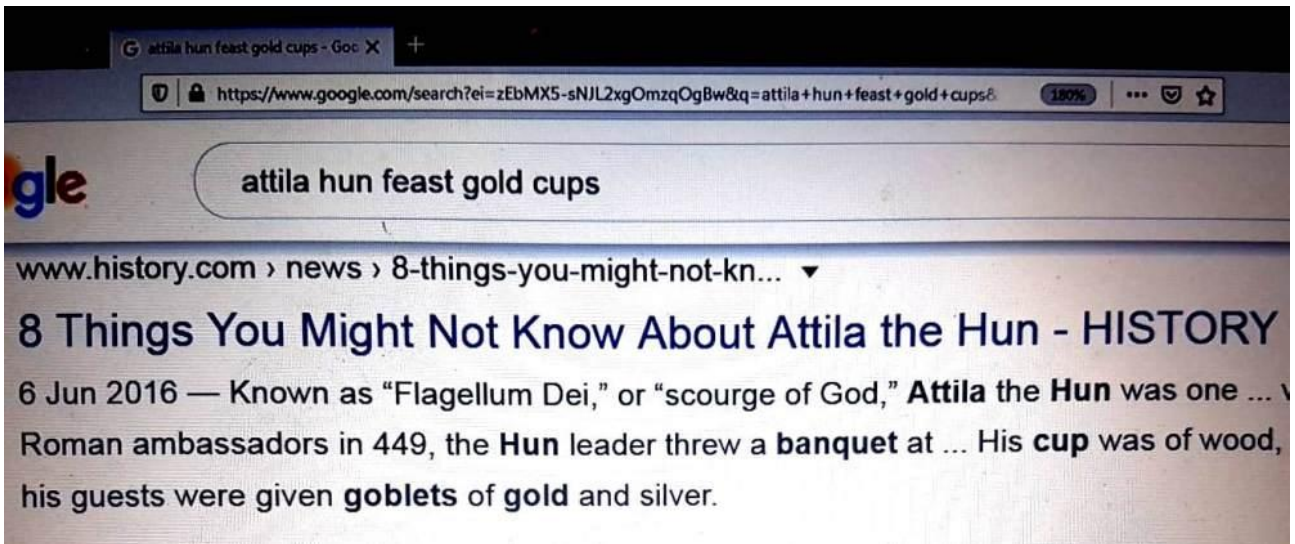 G attila hun feast gold cups - Goo X +
https://www.google.com/search?ei=zEbMX5-sNJL2xgOmzqOgBw&q=attila+hun+feast+gold+cups& 180% ...
gle attila hun feast gold cups
www.history.com › news › 8-things-you-might-not-kn... ▼
8 Things You Might Not Know About Attila the Hun - HISTORY
6 Jun 2016 — Known as “Flagellum Dei,” or “scourge of God,” Attila the Hun was one ...
Roman ambassadors in 449, the Hun leader threw a banquet at ... His cup was of wood,
his guests were given goblets of gold and silver.